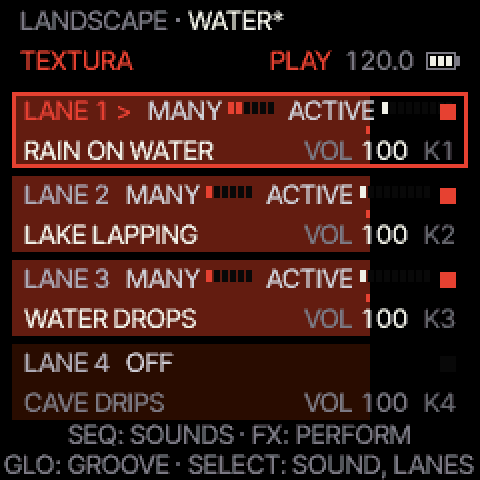 LANDSCAPE · WATER*
TEXTURA PLAY 120.0
LANE 1 > MANY ACTIVE
RAIN ON WATER VOL 100 K1
LANE 2 MANY ACTIVE
LAKE LAPPING VOL 100 K2
LANE 3 MANY ACTIVE
WATER DROPS VOL 100 K3
LANE 4 OFF
CAVE DRIPS VOL 100 K4
SEQ: SOUNDS · FX: PERFORM
GLO: GROOVE · SELECT: SOUND, LANES